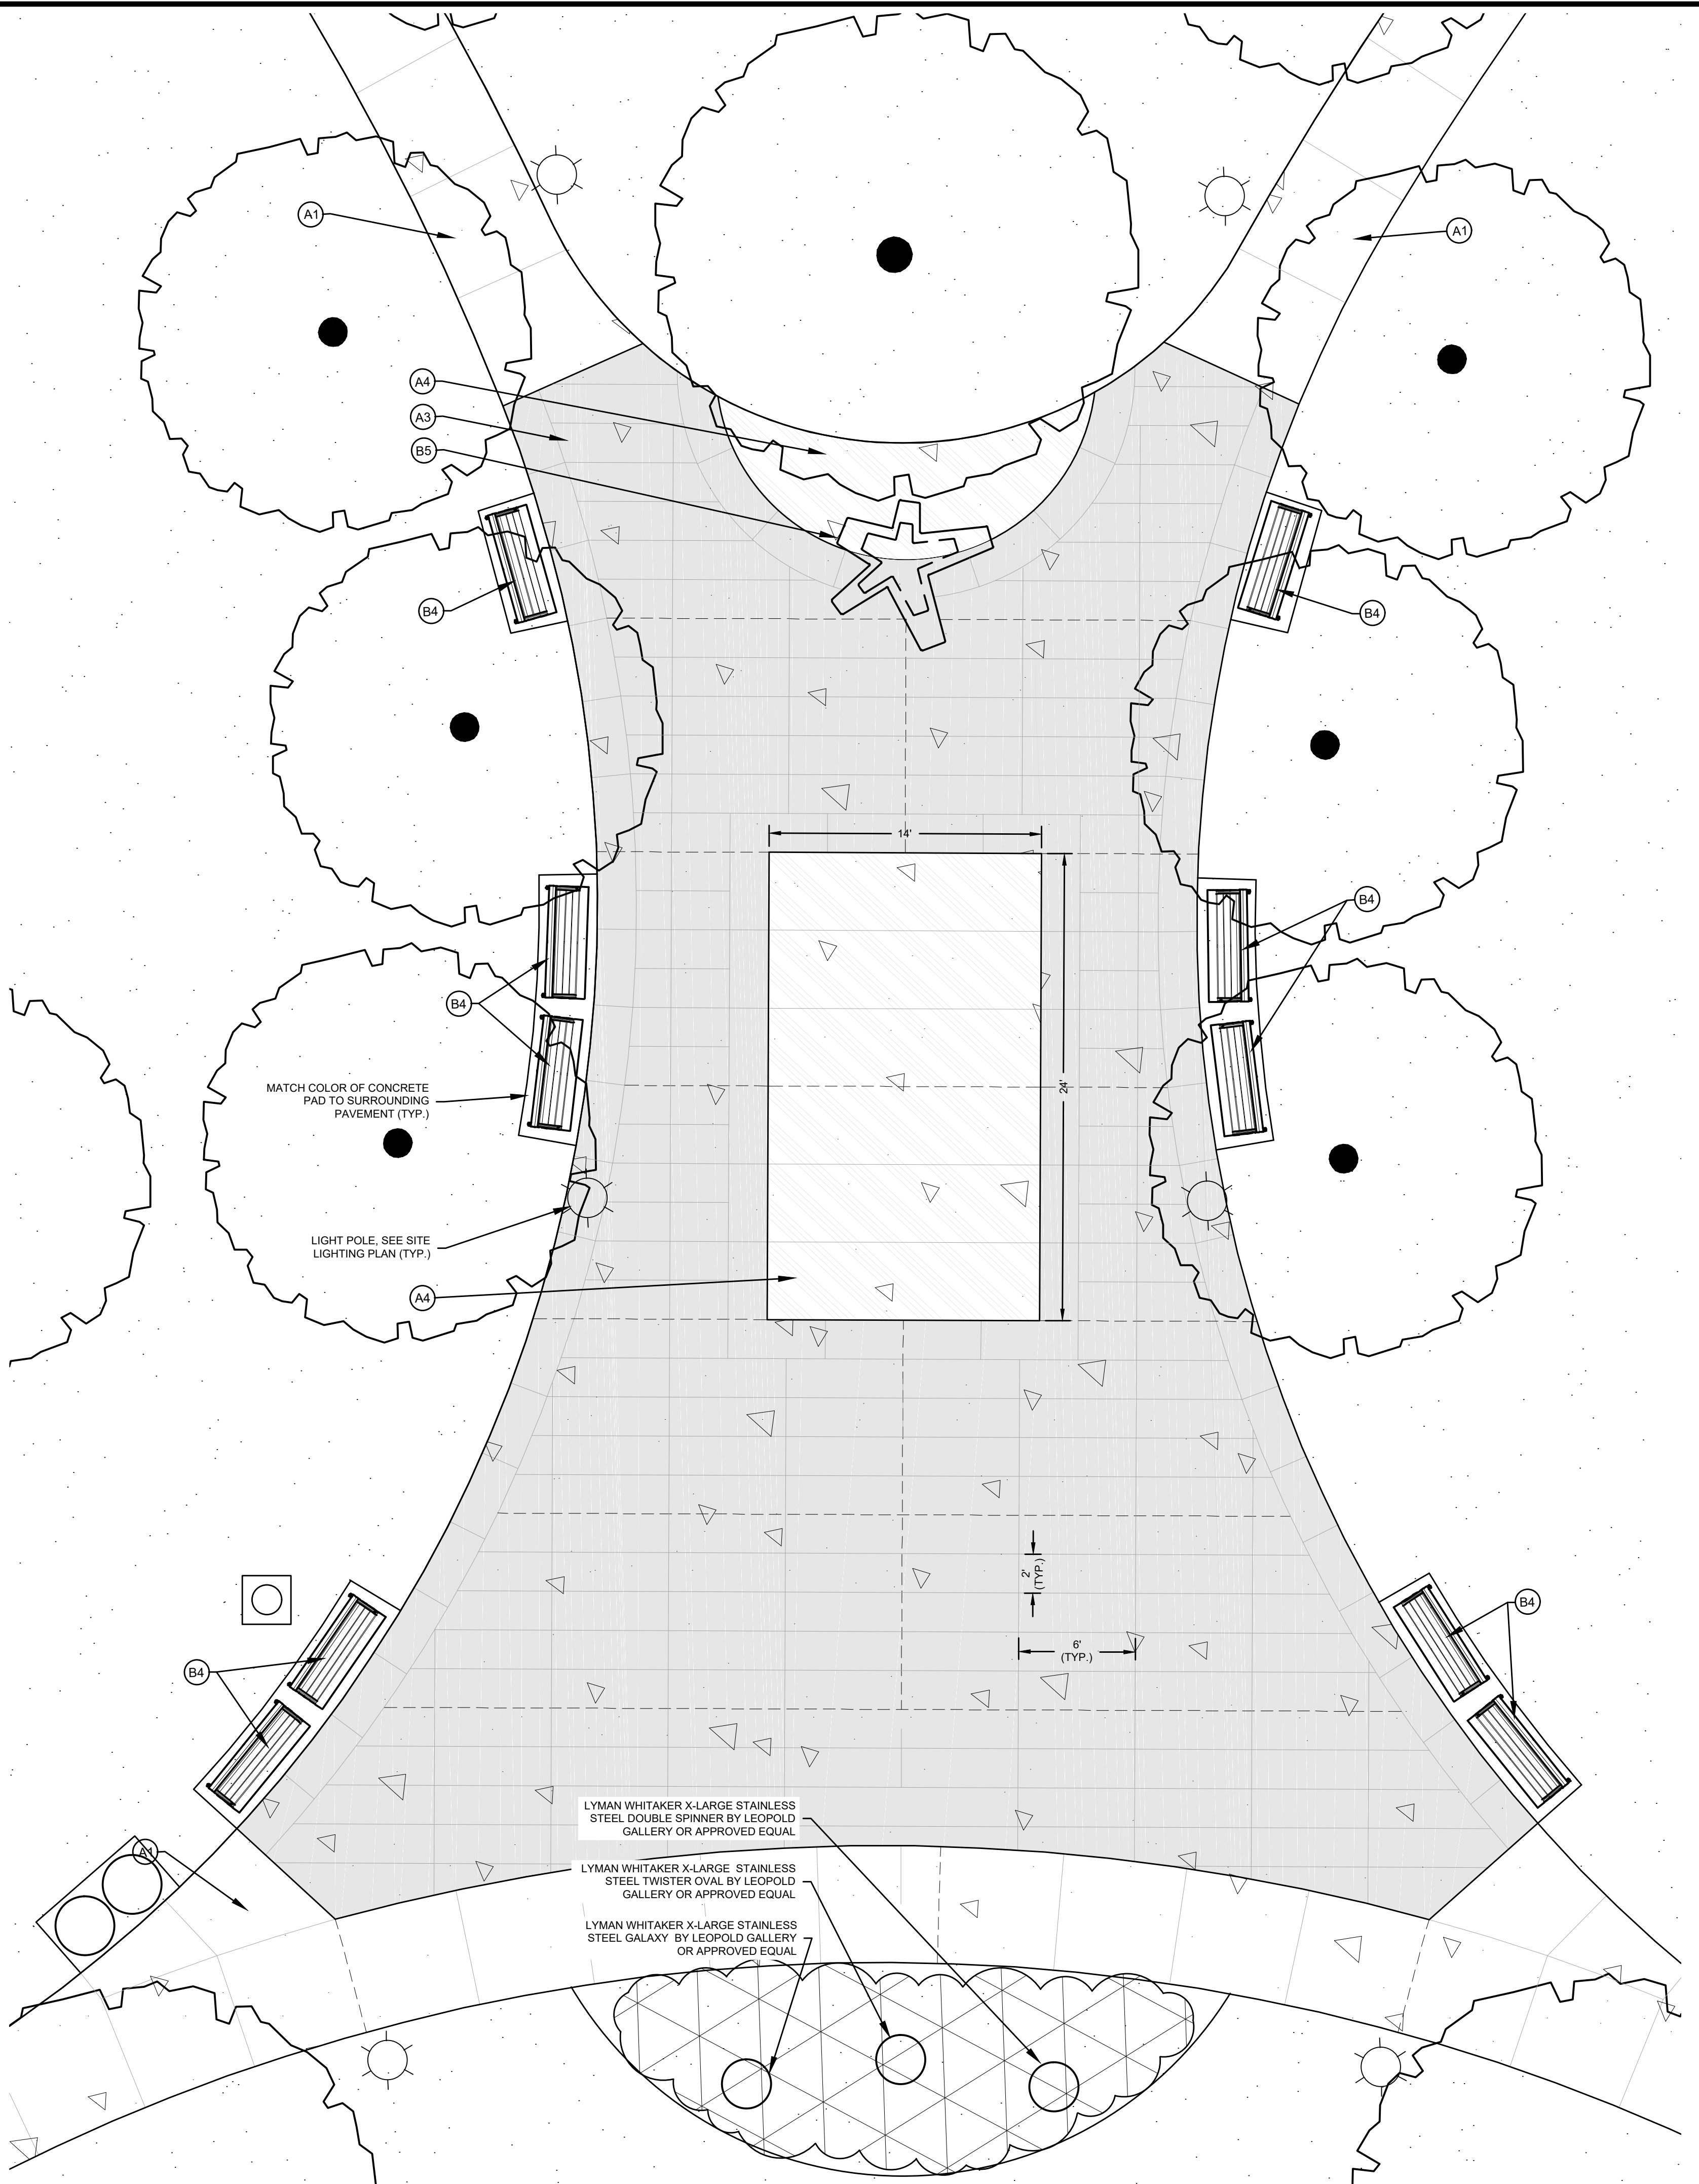 A1
A1
A4
A3
B5
B4
B4
14'
B4
B4
24'
MATCH COLOR OF CONCRETE
PAD TO SURROUNDING
PAVEMENT (TYP.)
LIGHT POLE, SEE SITE
LIGHTING PLAN (TYP.)
A4
2'
(TYP.)
B4
6'
(TYP.)
B4
LYMAN WHITAKER X-LARGE STAINLESS
STEEL DOUBLE SPINNER BY LEOPOLD
GALLERY OR APPROVED EQUAL
A1
LYMAN WHITAKER X-LARGE STAINLESS
STEEL TWISTER OVAL BY LEOPOLD
GALLERY OR APPROVED EQUAL
LYMAN WHITAKER X-LARGE STAINLESS
STEEL GALAXY BY LEOPOLD GALLERY
OR APPROVED EQUAL